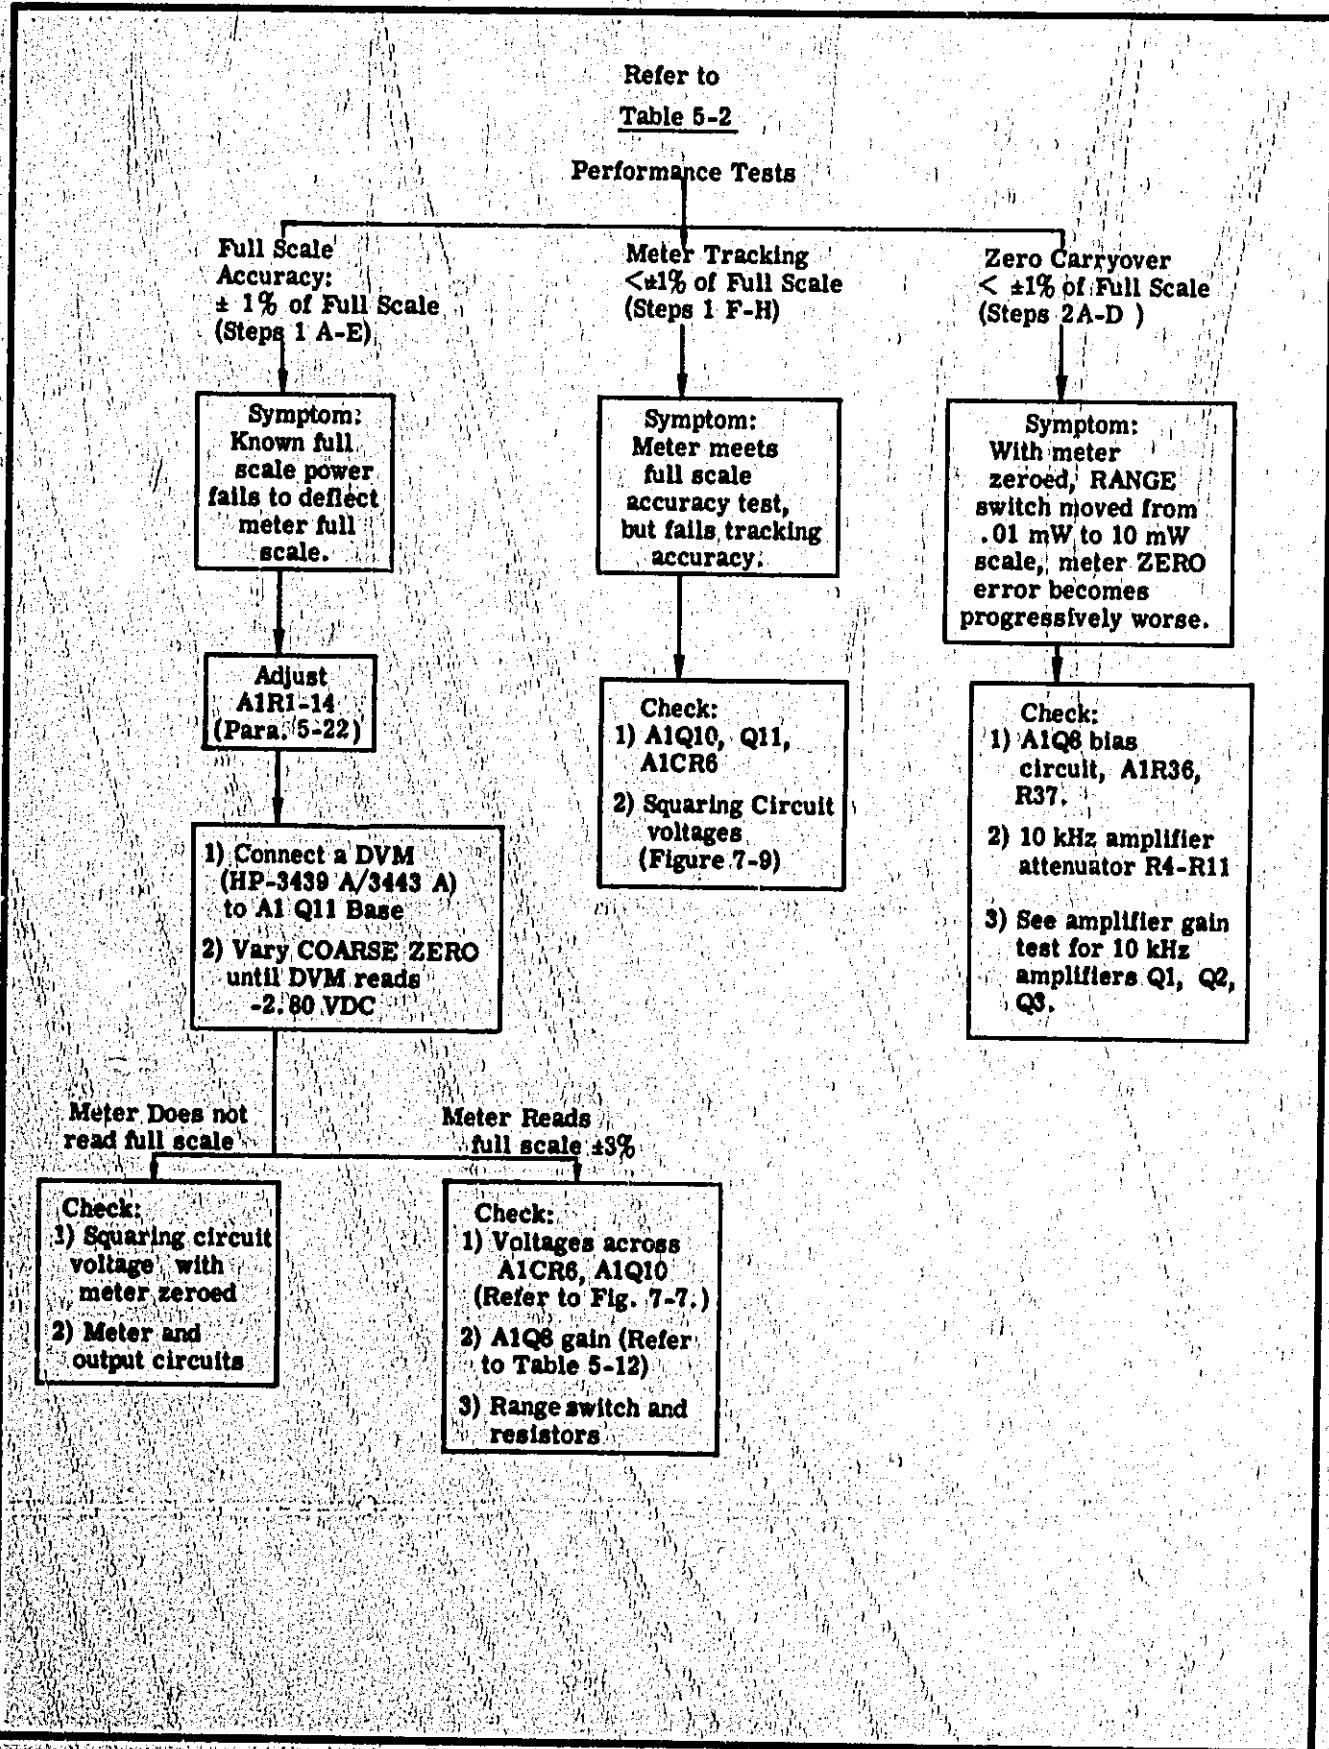 Refer to
Table 5-2
Performance Tests
Full Scale
Accuracy:
± 1% of Full Scale
(Steps 1 A-E)
Symptom:
Known full
scale power
fails to deflect
meter full
scale.
Adjust
A1R1-14
(Para. 5-22)
1) Connect a DVM
(HP-3439 A/3443 A)
to A1 Q11 Base
2) Vary COARSE ZERO
until DVM reads
-2.80 VDC
Meter Does not
read full scale
Check:
1) Squaring circuit
voltage with
meter zeroed
2) Meter and
output circuits
Meter Reads
full scale ±3%
Check:
1) Voltages across
A1CR6, A1Q10
(Refer to Fig. 7-7.)
2) A1Q8 gain (Refer
to Table 5-12)
3) Range switch and
resistors
Meter Tracking
<±1% of Full Scale
(Steps 1 F-H)
Symptom:
Meter meets
full scale
accuracy test,
but fails tracking
accuracy.
Check:
1) A1Q10, Q11,
A1CR6
2) Squaring Circuit
voltages
(Figure 7-9)
Zero Carryover
< ±1% of Full Scale
(Steps 2A-D )
Symptom:
With meter
zeroed, RANGE
switch moved from
.01 mW to 10 mW
scale, meter ZERO
error becomes
progressively worse.
Check:
1) A1Q8 bias
circuit, A1R36,
R37.
2) 10 kHz amplifier
attenuator R4-R11
3) See amplifier gain
test for 10 kHz
amplifiers Q1, Q2,
Q3.